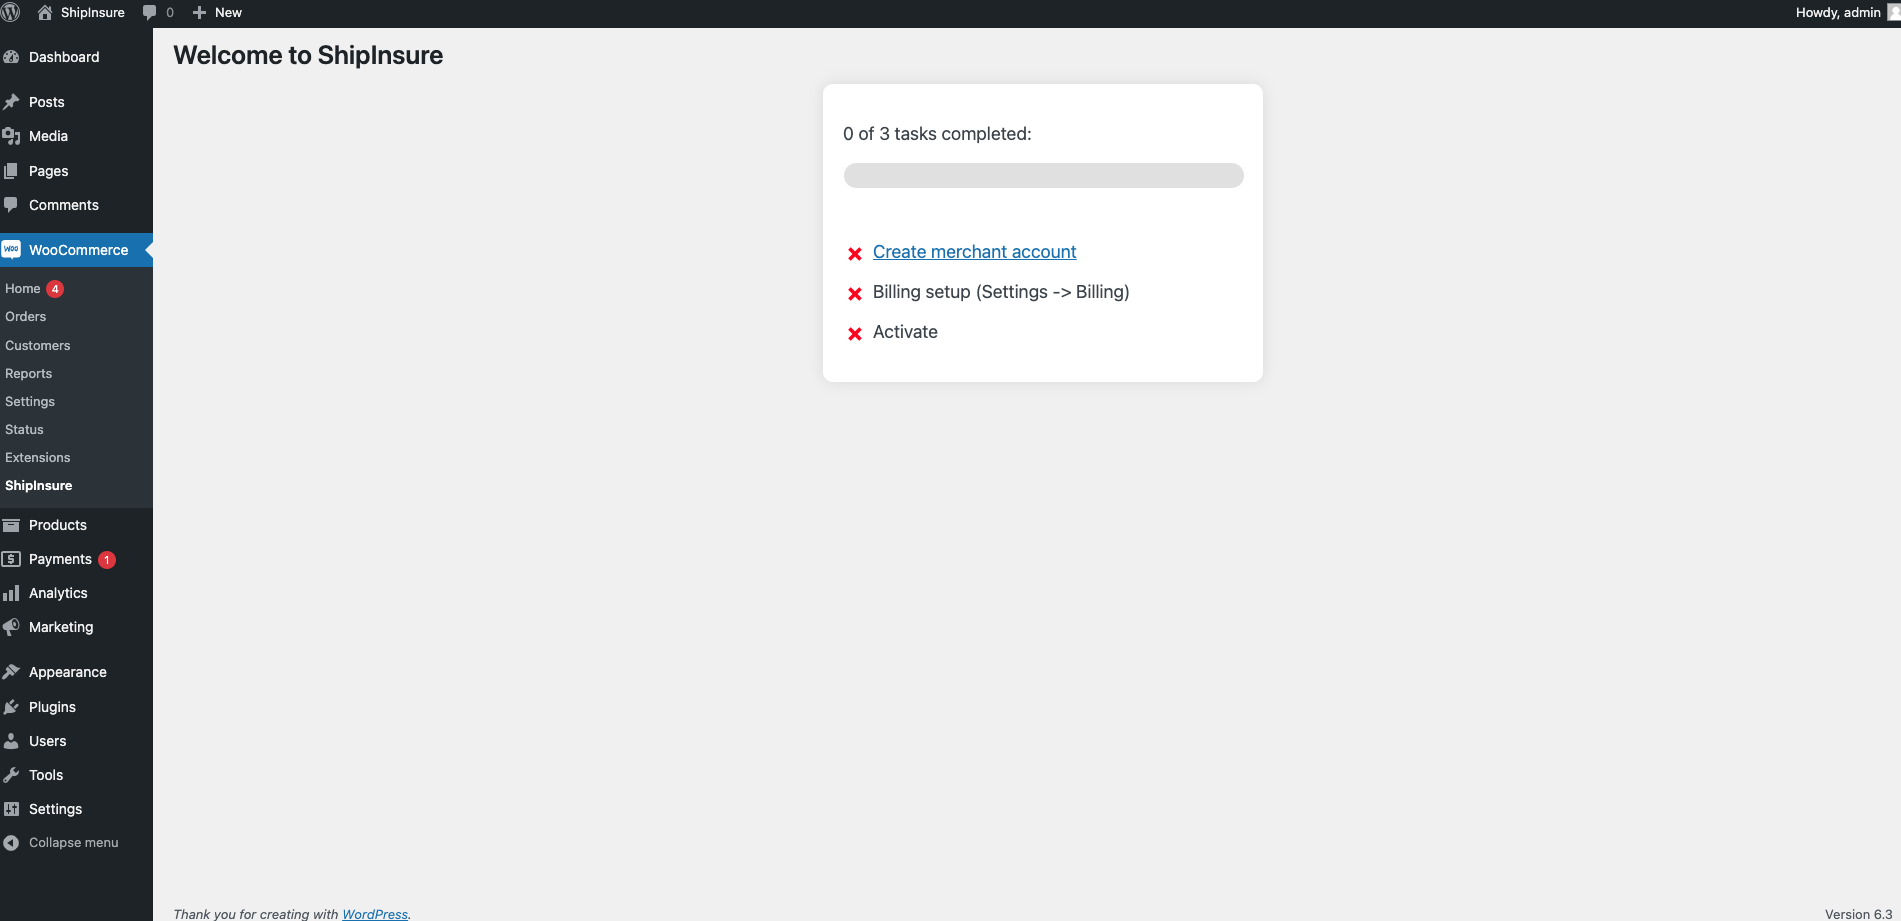 ShipInsure
0
New
Howdy, admin
Dashboard
Posts
Media
Pages
Comments
Woo
WooCommerce
Home 4
Orders
Customers
Reports
Settings
Status
Extensions
ShipInsure
Products
Payments 1
Analytics
Marketing
Appearance
Plugins
Users
Tools
Settings
Collapse menu
Welcome to ShipInsure
0 of 3 tasks completed:
Create merchant account
Billing setup (Settings -> Billing)
Activate
Thank you for creating with WordPress.
Version 6.3